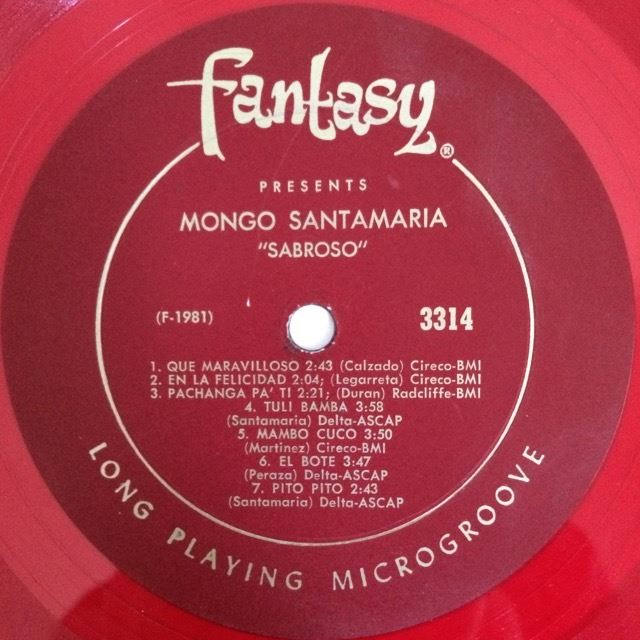 fantasy®
PRESENTS
MONGO SANTAMARIA
"SABROSO"
(F-1981) 3314
1. QUE MARAVILLOSO 2:43 (Calzado) Cireco-BMI
2. EN LA FELICIDAD 2:04; (Legarreta) Cireco-BMI
3. PACHANGA PA' TI 2:21; (Duran) Radcliffe-BMI
4. TULI BAMBA 3:58
(Santamaria) Delta-ASCAP
5. MAMBO CUCO 3:50
(Martinez) Cireco-BMI
6. EL BOTE 3:47
(Peraza) Delta-ASCAP
7. PITO PITO 2:43
(Santamaria) Delta-ASCAP
LONG PLAYING MICROGROOVE